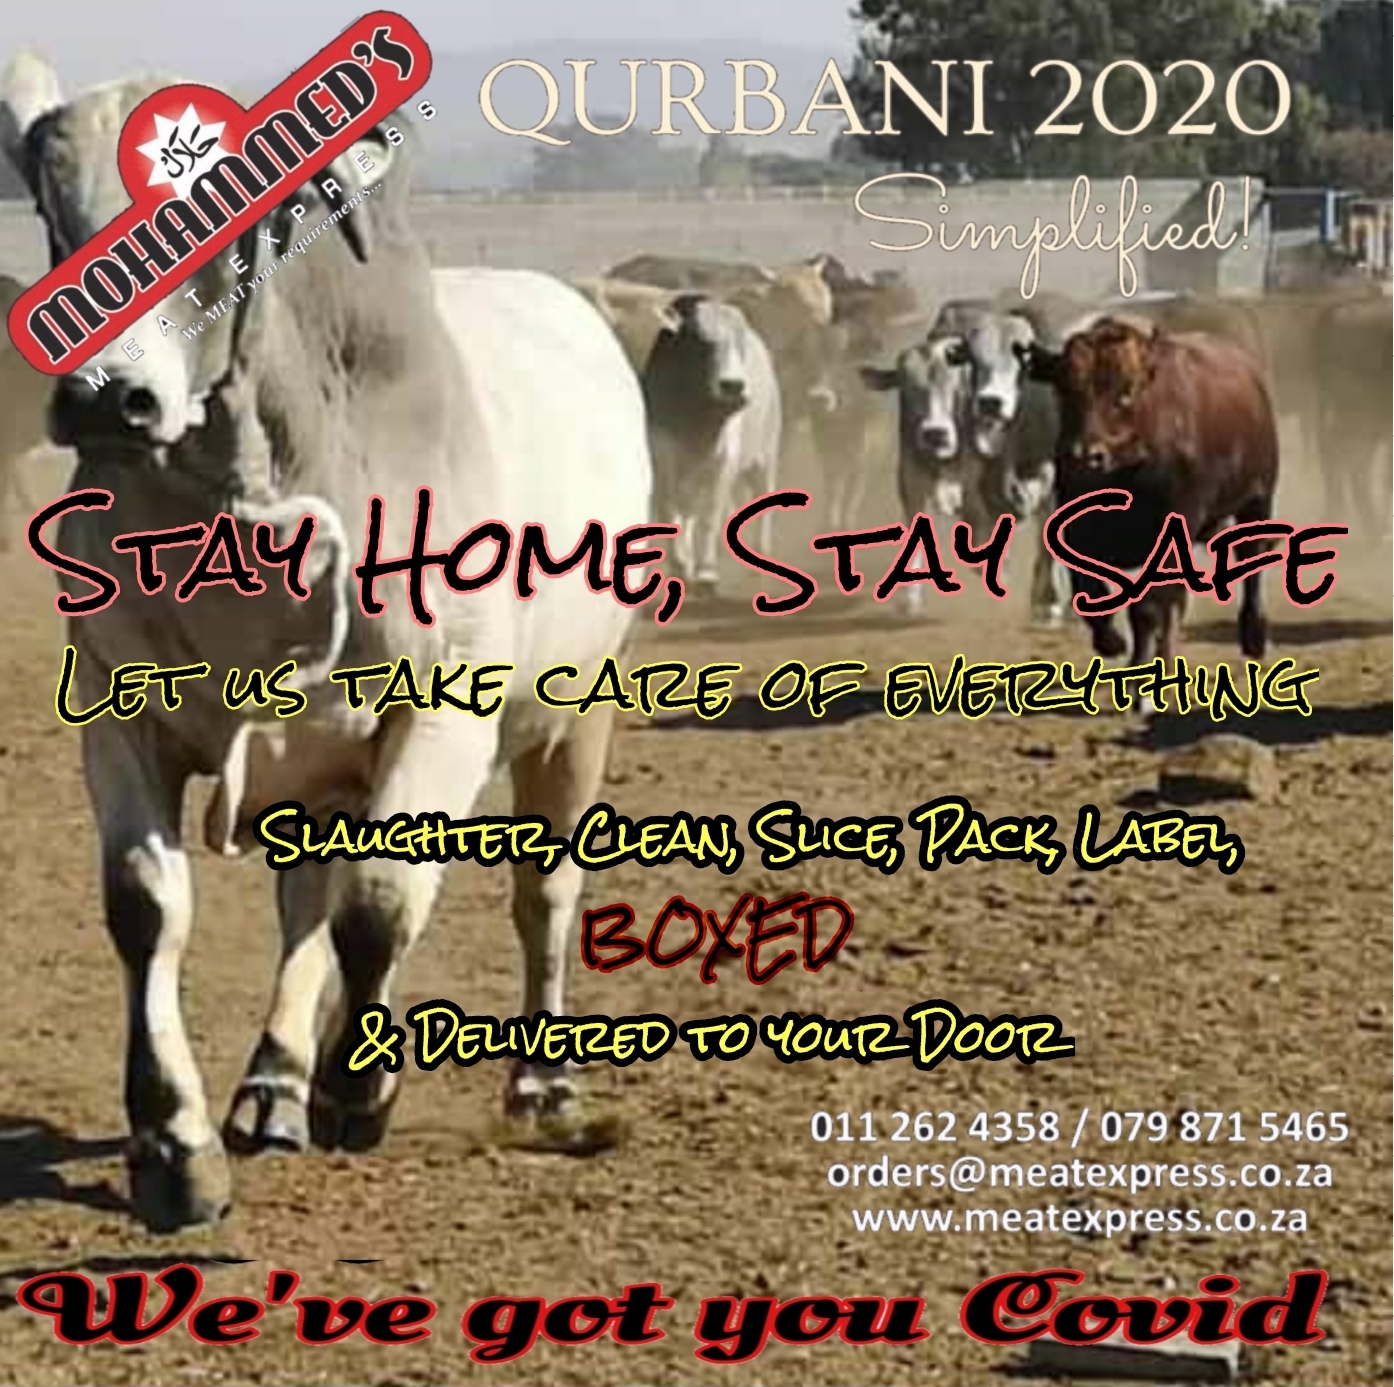 MOHAMMED'S
حلال
MEAT EXPRESS
We MEAT your requirements...
QURBANI 2020
Simplified!
Stay Home, Stay Safe
Let us take care of everything
Slaughter, Clean, Slice, Pack, Label,
BOXED
& Delivered to your Door
011 262 4358 / 079 871 5465
orders@meatexpress.co.za
www.meatexpress.co.za
We've got you Covid